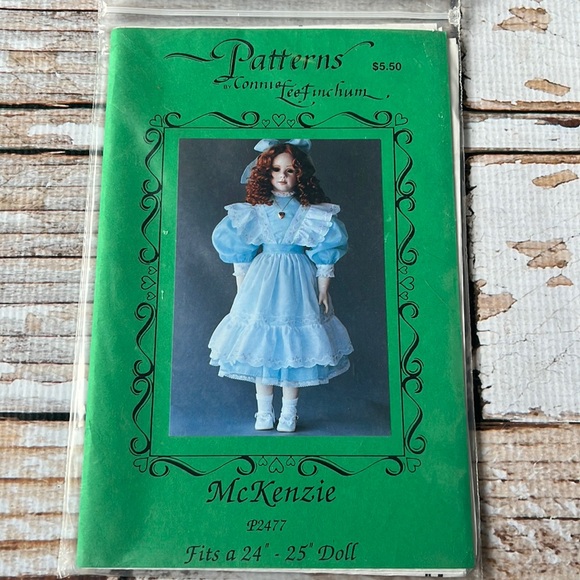 Patterns
$5.50
BY Connie Lee Finchum
McKenzie
P2477
Fits a 24" - 25" Doll